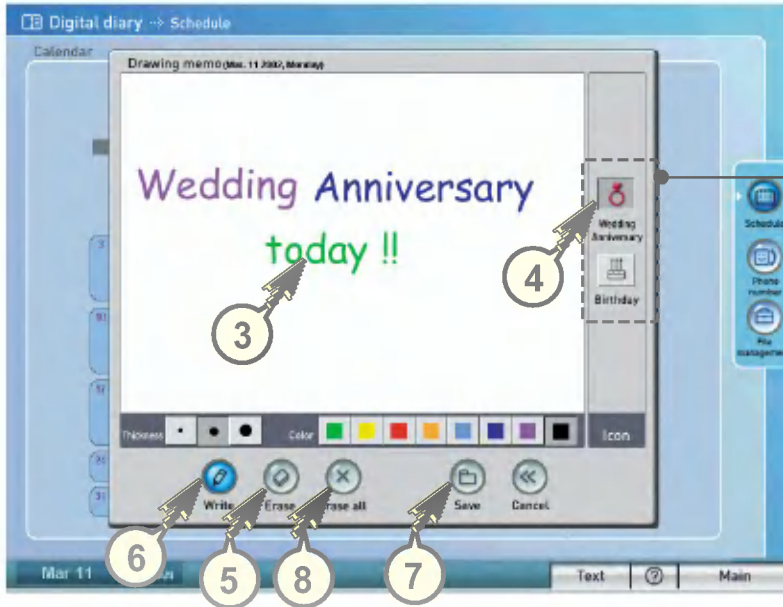 Digital diary ··> Schedule
Calendar
Drawing memo (Mar. 11 2002, Monday)
Wedding Anniversary
today !!
3
4
Wedding
Anniversary
Birthday
Schedule
Phone
number
File
management
Thickness
Color
Icon
Write
Erase
Erase all
Save
Cancel
6
5
8
7
Mar 11
Text
?
Main